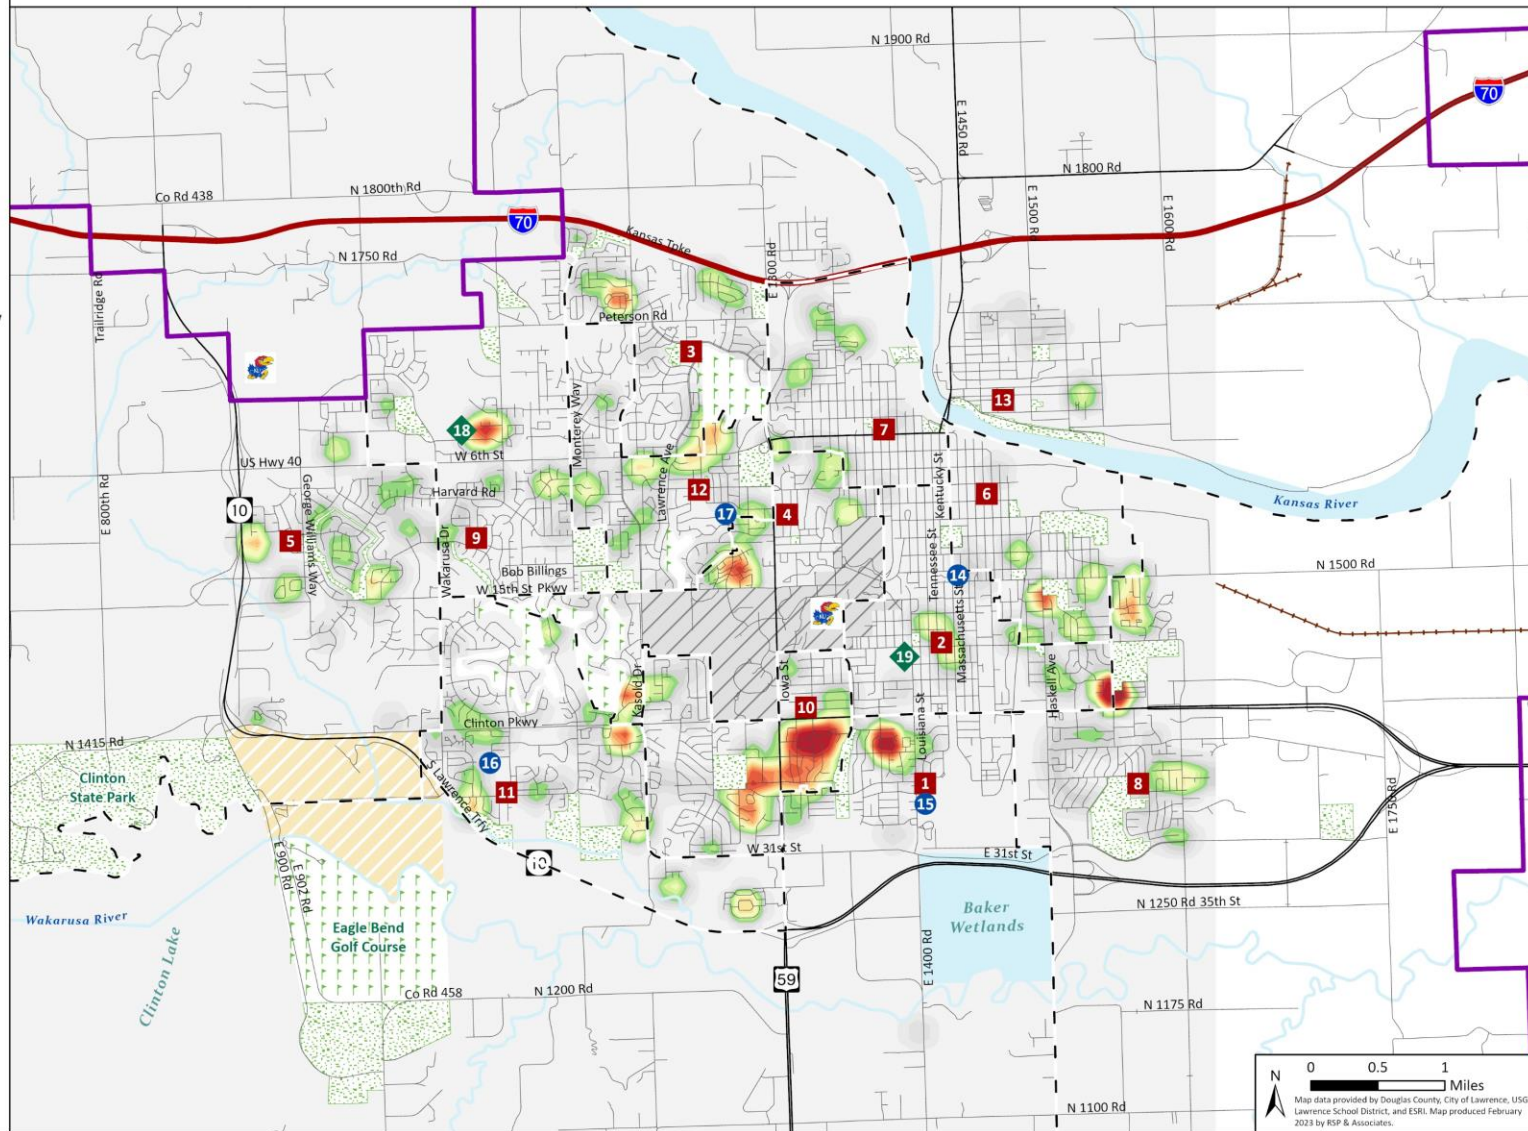 N 1900 Rd
E 1450 Rd
70
N 1800 Rd
Co Rd 438
N 1800th Rd
E 1500 Rd
E 1600 Rd
70
Kansas Tpke
N 1750 Rd
Trailridge Rd
Peterson Rd
3
Monterey Way
13
18
7
W 6th St
US Hwy 40
Lawrence Ave
Kentucky St
Harvard Rd
12
6
Kansas River
10
E 800th Rd
George Williams Way
17
4
5
Wakarusa Dr
9
Bob Billings
W 15th St Pkwy
Tennessee St
14
Massachusetts St
N 1500 Rd
2
19
Kasold Dr
Iowa St
Haskell Ave
10
Clinton Pkwy
Louisiana St
N 1415 Rd
Clinton
State Park
16
S Lawrence Trfy
11
1
15
8
E 1750 Rd
W 31st St
E 31st St
10
E 900 Rd
E 902 Rd
N 1250 Rd 35th St
Wakarusa River
Eagle Bend
Golf Course
Baker
Wetlands
Clinton Lake
E 1400 Rd
59
Co Rd 458
N 1200 Rd
N 1175 Rd
N 1100 Rd
N
0 0.5 1
Miles
Map data provided by Douglas County, City of Lawrence, USG
Lawrence School District, and ESRI. Map produced February
2023 by RSP & Associates.